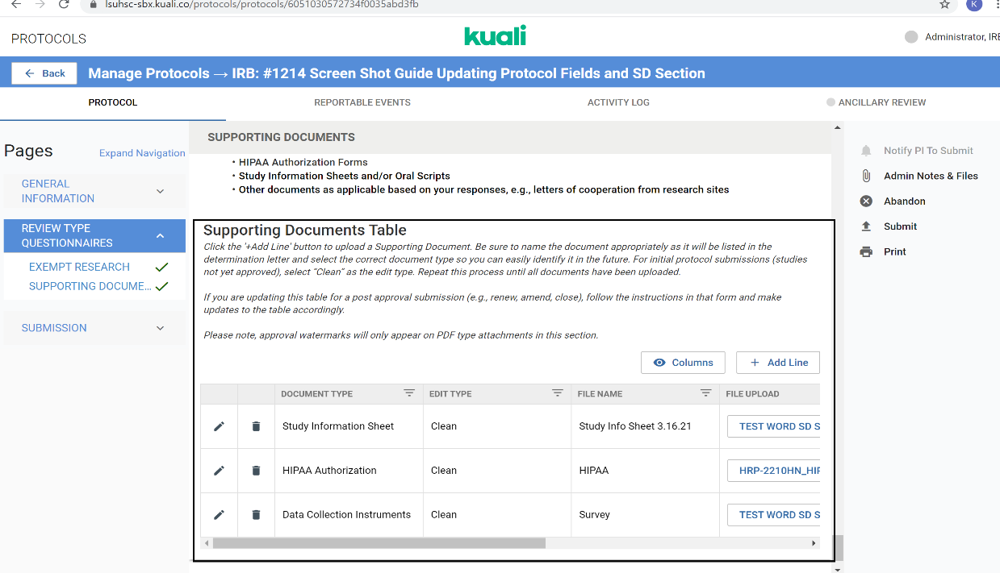 lsuhsc-sbx.kuali.co/protocols/protocols/6051030572734f0035abd3fb
K
PROTOCOLS
kuali
Administrator, IRB
Back
Manage Protocols → IRB: #1214 Screen Shot Guide Updating Protocol Fields and SD Section
PROTOCOL
REPORTABLE EVENTS
ACTIVITY LOG
ANCILLARY REVIEW
Pages
Expand Navigation
GENERAL
INFORMATION
REVIEW TYPE
QUESTIONNAIRES
EXEMPT RESEARCH
SUPPORTING DOCUME...
SUBMISSION
SUPPORTING DOCUMENTS
• HIPAA Authorization Forms
• Study Information Sheets and/or Oral Scripts
• Other documents as applicable based on your responses, e.g., letters of cooperation from research sites
Supporting Documents Table
Click the '+Add Line' button to upload a Supporting Document. Be sure to name the document appropriately as it will be listed in the
determination letter and select the correct document type so you can easily identify it in the future. For initial protocol submissions (studies
not yet approved), select “Clean” as the edit type. Repeat this process until all documents have been uploaded.
If you are updating this table for a post approval submission (e.g., renew, amend, close), follow the instructions in that form and make
updates to the table accordingly.
Please note, approval watermarks will only appear on PDF type attachments in this section.
Columns
+ Add Line
DOCUMENT TYPE EDIT TYPE FILE NAME FILE UPLOAD
Study Information Sheet Clean Study Info Sheet 3.16.21 TEST WORD SD S
HIPAA Authorization Clean HIPAA HRP-2210HN_HIP
Data Collection Instruments Clean Survey TEST WORD SD S
Notify PI To Submit
Admin Notes & Files
Abandon
Submit
Print